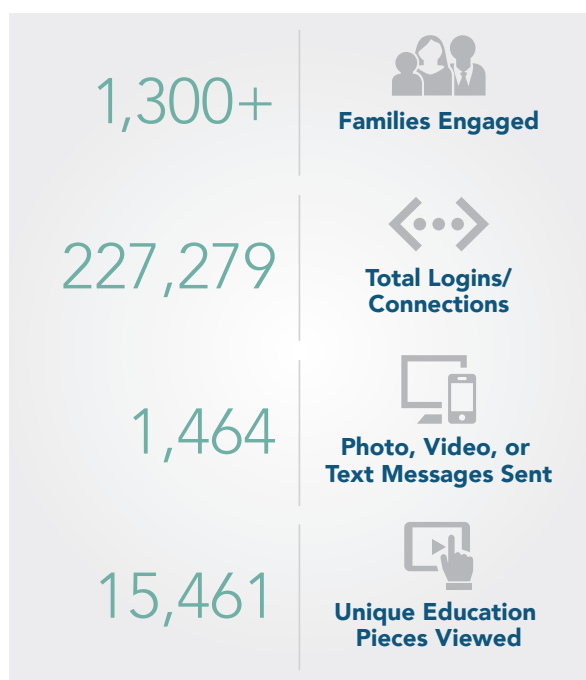 1,300+
Families Engaged
227,279
Total Logins/
Connections
1,464
Photo, Video, or
Text Messages Sent
15,461
Unique Education
Pieces Viewed